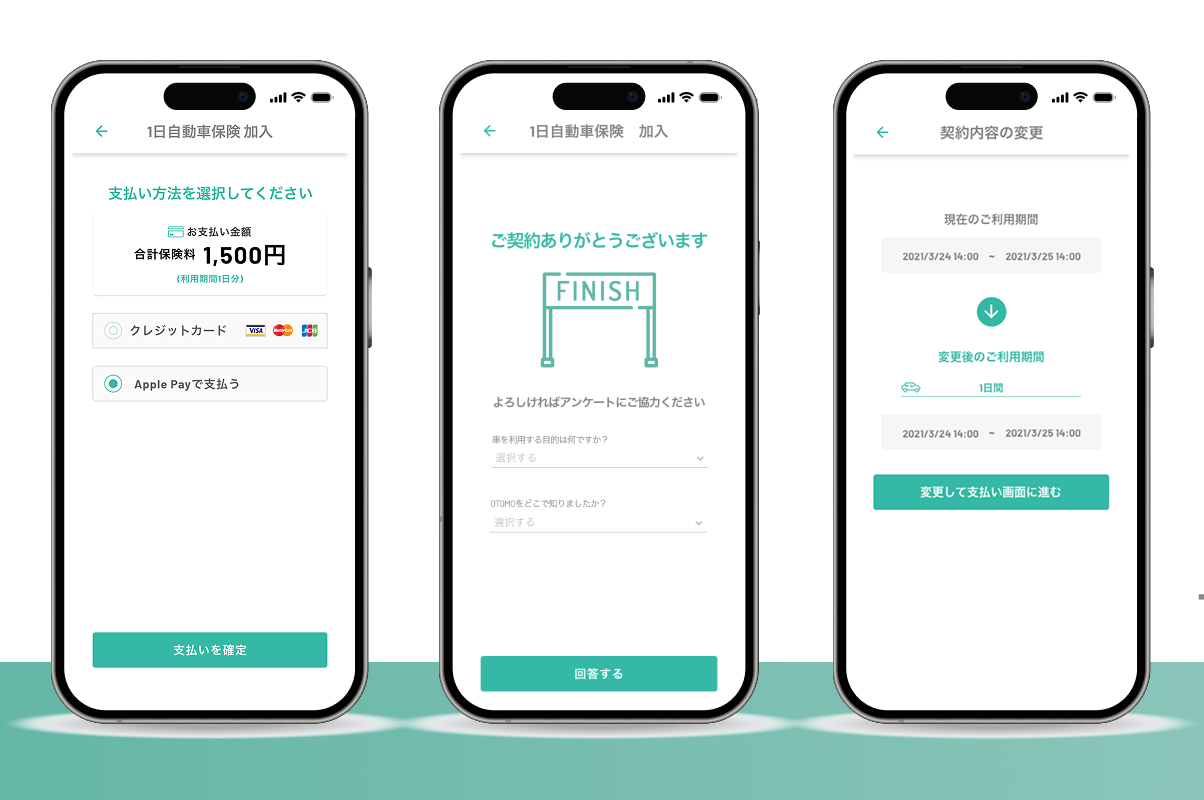 1日自動車保険 加入
支払い方法を選択してください
お支払い金額
合計保険料 1,500円
(利用期間1日分)
クレジットカード VISA MasterCard JCB
Apple Payで支払う
支払いを確定
1日自動車保険　加入
ご契約ありがとうございます
FINISH
よろしければアンケートにご協力ください
車を利用する目的は何ですか？
選択する
OTOMOをどこで知りましたか？
選択する
回答する
契約内容の変更
現在のご利用期間
2021/3/24 14:00 ~ 2021/3/25 14:00
変更後のご利用期間
1日間
2021/3/24 14:00 ~ 2021/3/25 14:00
変更して支払い画面に進む